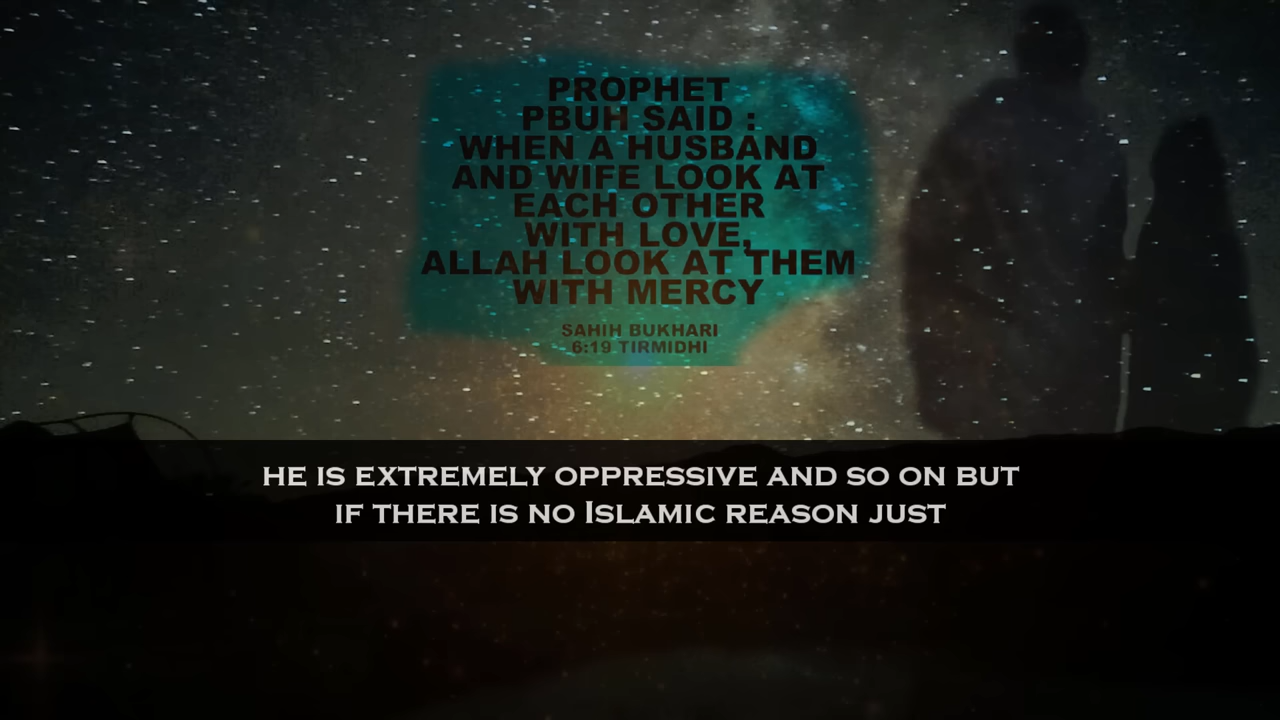 PROPHET
PBUH SAID :
WHEN A HUSBAND
AND WIFE LOOK AT
EACH OTHER
WITH LOVE,
ALLAH LOOK AT THEM
WITH MERCY
SAHIH BUKHARI
6:19 TIRMIDHI
HE IS EXTREMELY OPPRESSIVE AND SO ON BUT
IF THERE IS NO ISLAMIC REASON JUST